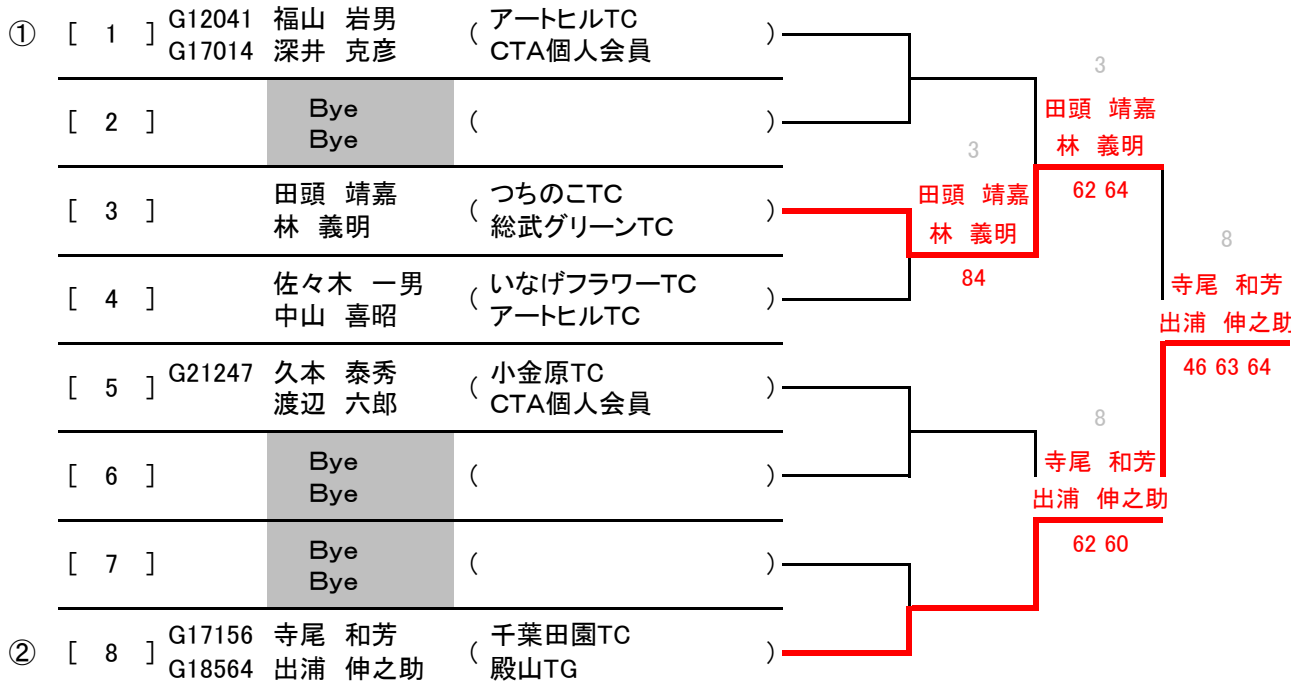 ① [ 1 ] G12041 福山 岩男 ( アートヒルTC )
G17014 深井 克彦 CTA個人会員
[ 2 ] Bye ( )
Bye
[ 3 ] 田頭 靖嘉 ( つちのこTC )
林 義明 総武グリーンTC
[ 4 ] 佐々木 一男 ( いなげフラワーTC )
中山 喜昭 アートヒルTC
[ 5 ] G21247 久本 泰秀 ( 小金原TC )
渡辺 六郎 CTA個人会員
[ 6 ] Bye ( )
Bye
[ 7 ] Bye ( )
Bye
② [ 8 ] G17156 寺尾 和芳 ( 千葉田園TC )
G18564 出浦 伸之助 殿山TG
3
田頭 靖嘉
林 義明
84
3
田頭 靖嘉
林 義明
62 64
8
寺尾 和芳
出浦 伸之助
62 60
8
寺尾 和芳
出浦 伸之助
46 63 64